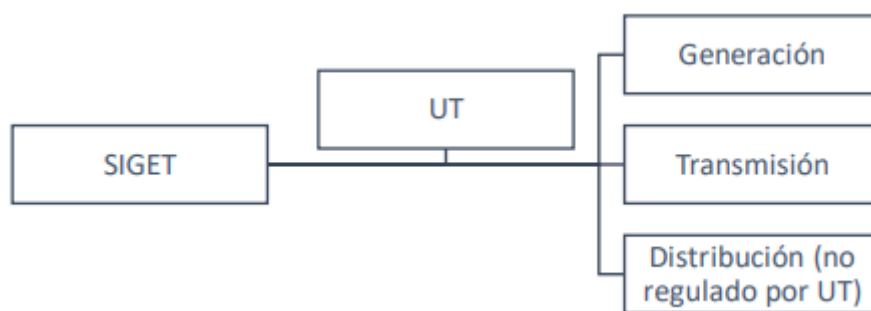 Generación
UT
SIGET
Transmisión
Distribución (no
regulado por UT)